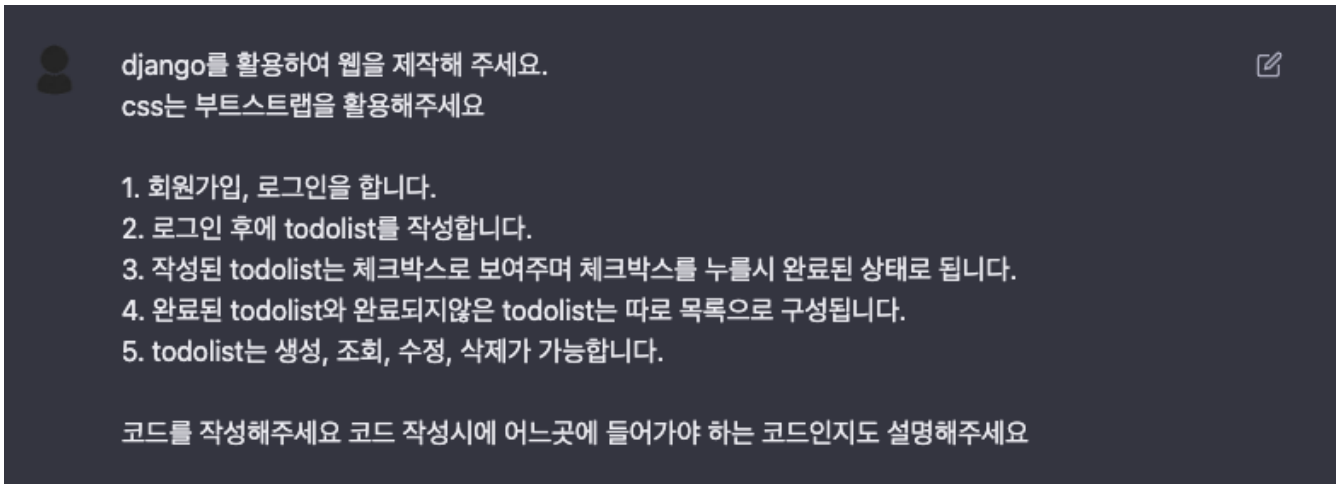 django를 활용하여 웹을 제작해 주세요.
css는 부트스트랩을 활용해주세요
1. 회원가입, 로그인을 합니다.
2. 로그인 후에 todolist를 작성합니다.
3. 작성된 todolist는 체크박스로 보여주며 체크박스를 누를시 완료된 상태로 됩니다.
4. 완료된 todolist와 완료되지않은 todolist는 따로 목록으로 구성됩니다.
5. todolist는 생성, 조회, 수정, 삭제가 가능합니다.
코드를 작성해주세요 코드 작성시에 어느곳에 들어가야 하는 코드인지도 설명해주세요